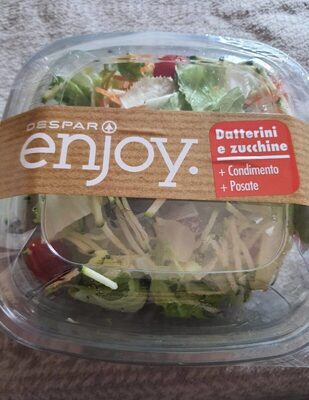 DESPAR
enjoy.
Datterini
e zucchine
+ Condimento
+ Posate